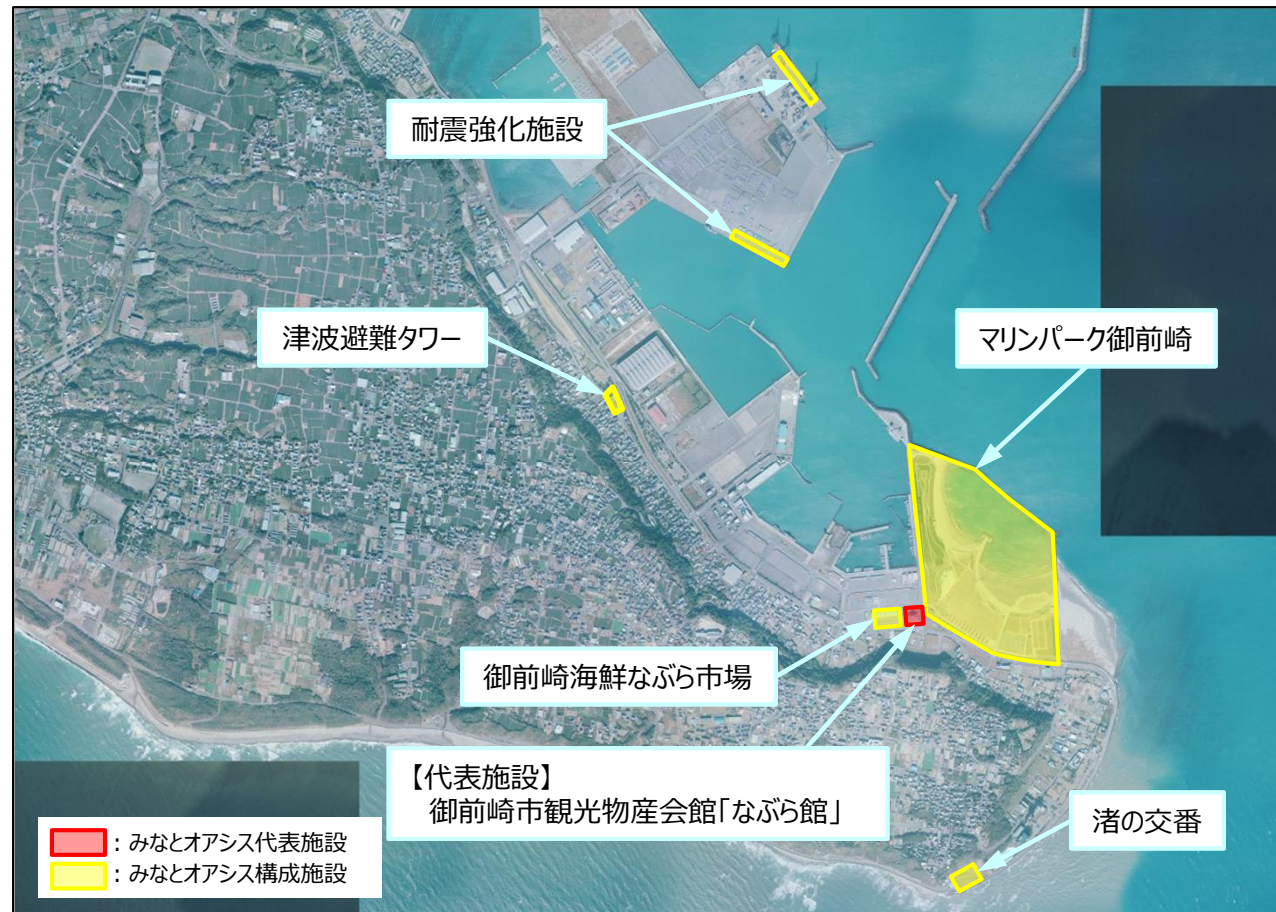 耐震強化施設
津波避難タワー
マリンパーク御前崎
御前崎海鮮なぶら市場
【代表施設】
御前崎市観光物産会館「なぶら館」
渚の交番
：みなとオアシス代表施設
：みなとオアシス構成施設